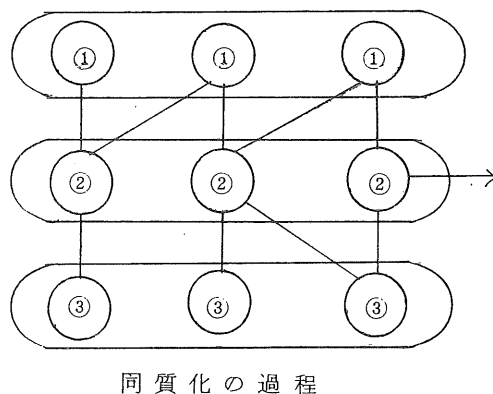 ① ① ①
② ② ②
③ ③ ③
同質化の過程